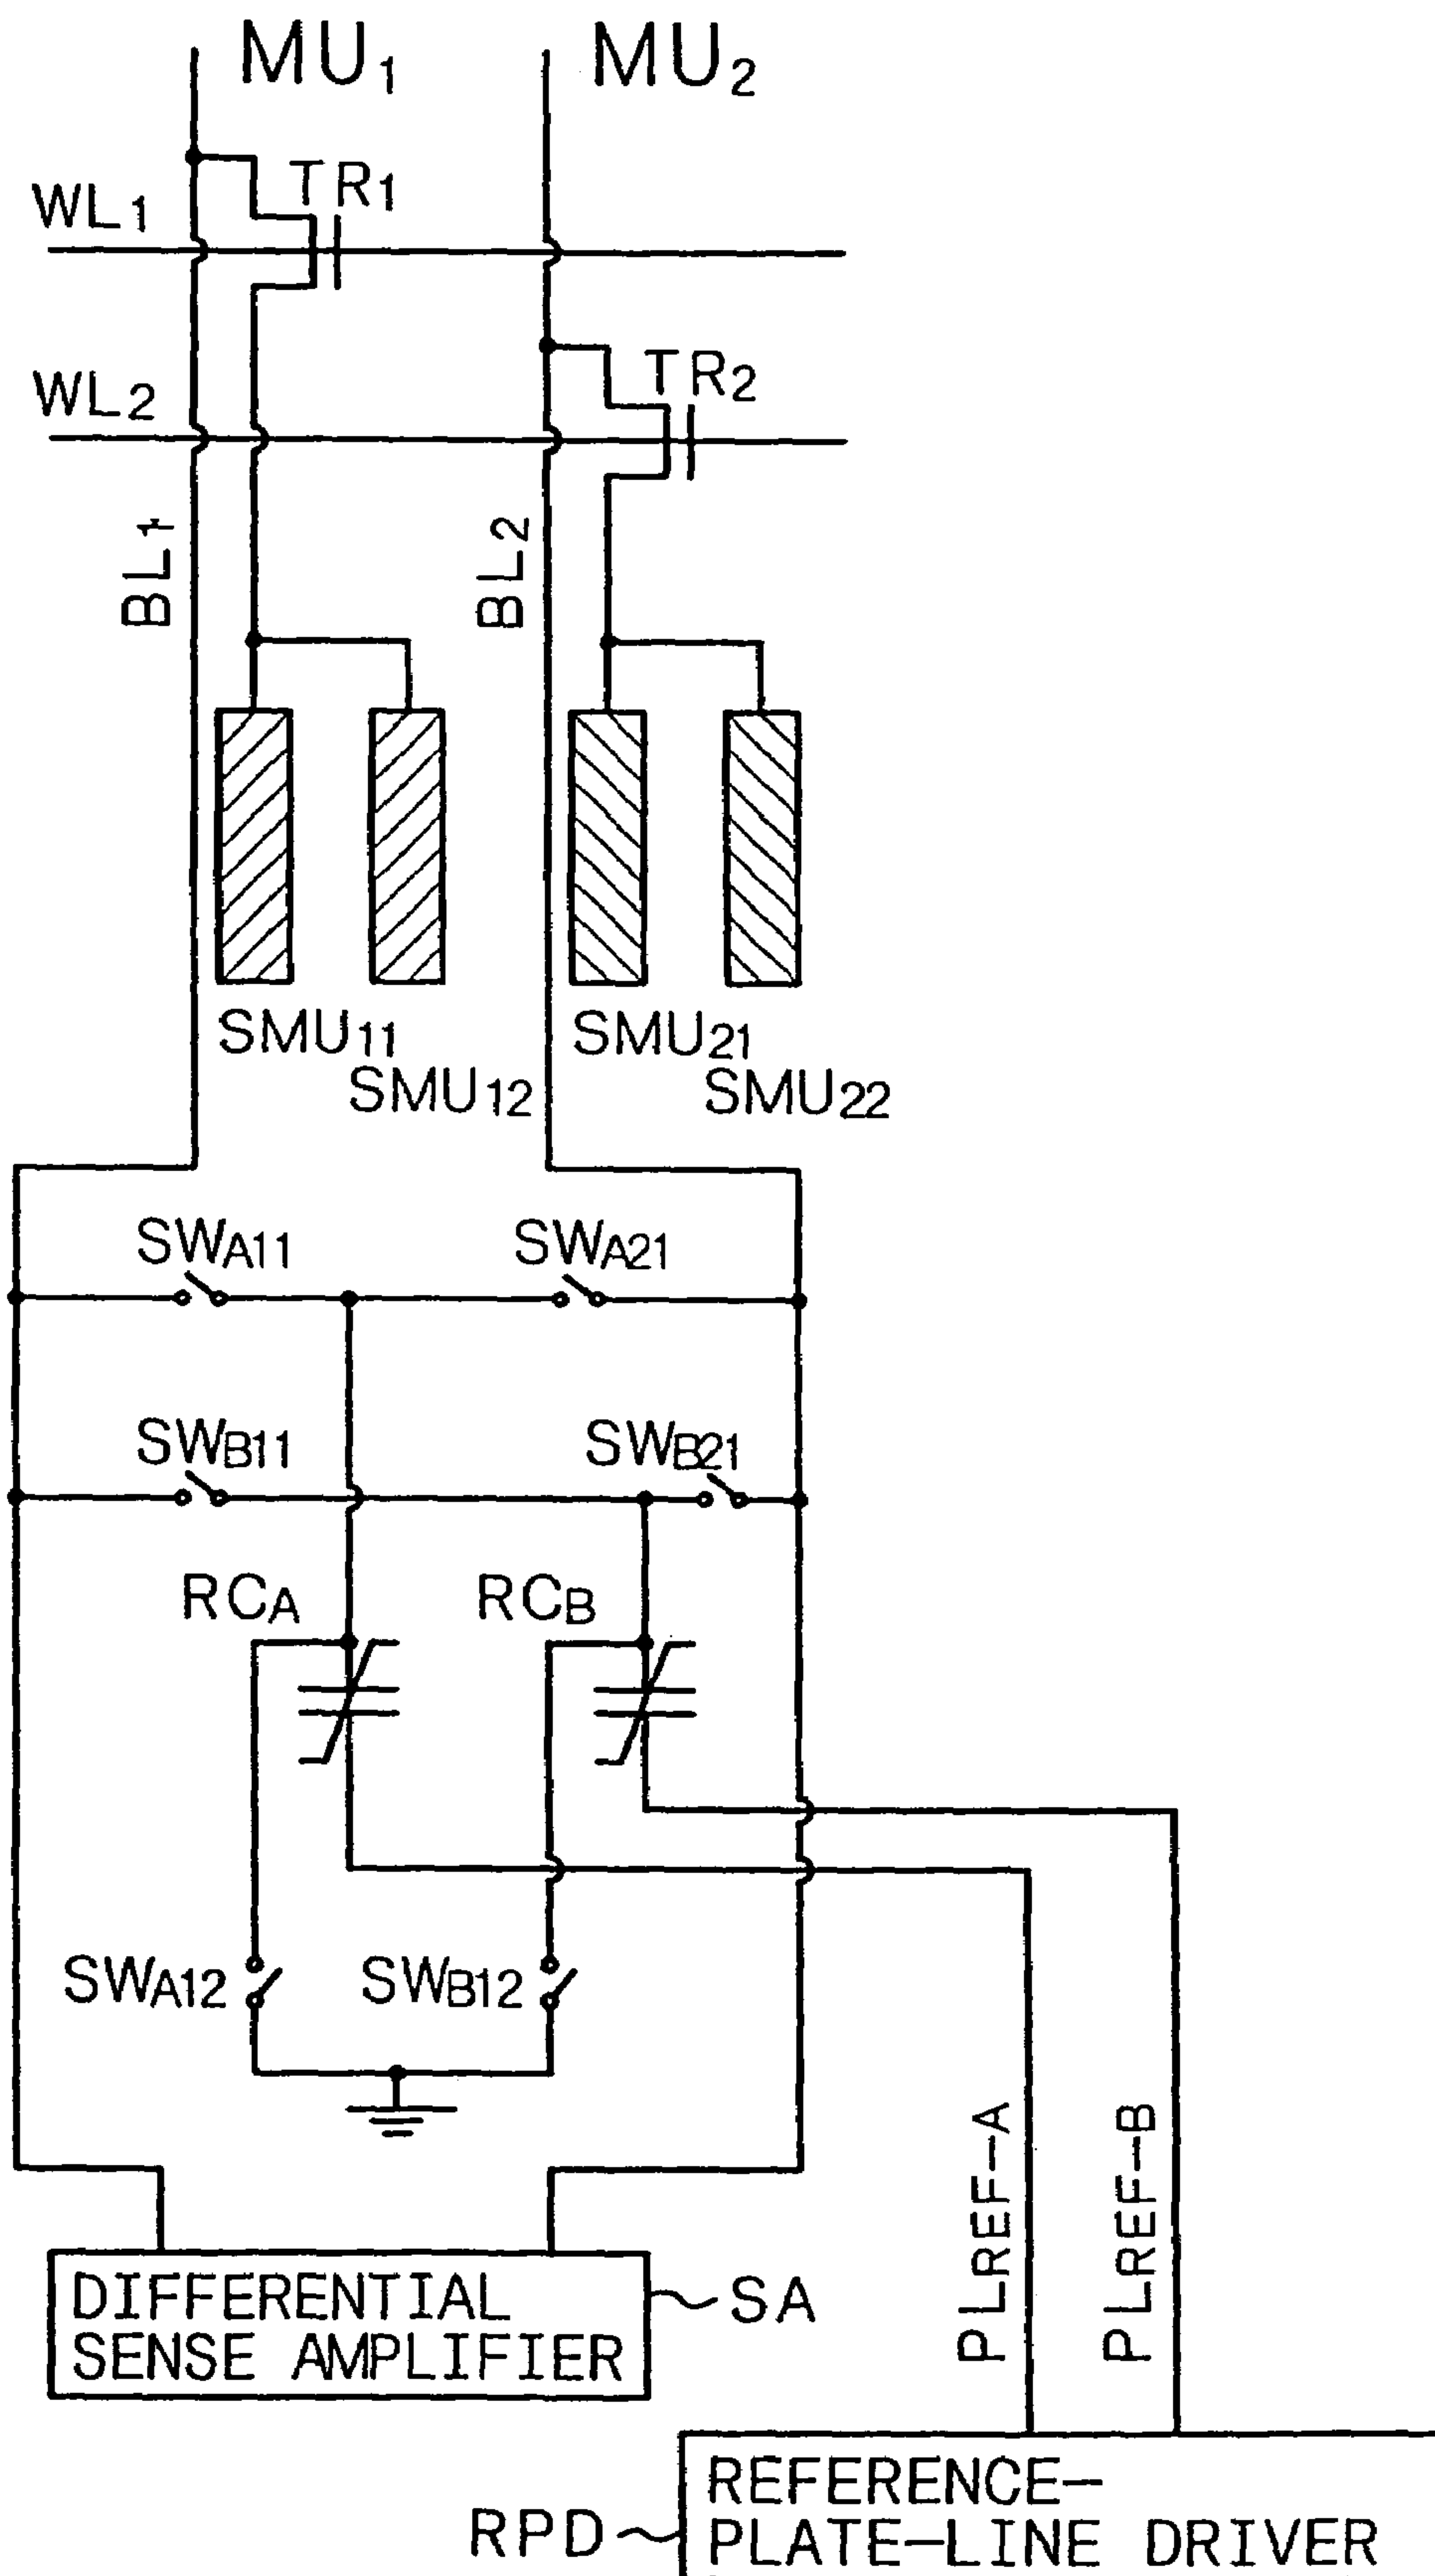 MU1 MU2
TR1
WL1
TR2
WL2
BL1 BL2
SMU11 SMU21
SMU12 SMU22
SWA11 SWA21
SWB11 SWB21
RCA RCB
SWA12 SWB12
PLREF-A PLREF-B
DIFFERENTIAL
SENSE AMPLIFIER
SA
REFERENCE-
PLATE-LINE DRIVER
RPD